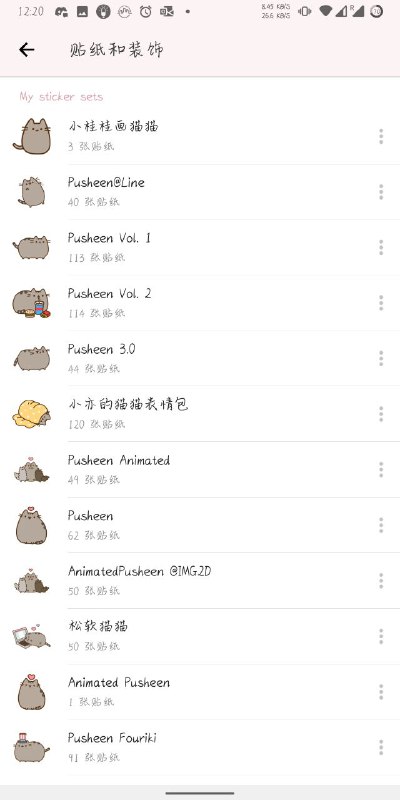 12:20
8.45 KB/S
26.6 KB/S
R
70
贴纸和装饰
My sticker sets
小桂桂画猫猫
3 张贴纸
Pusheen@Line
40 张贴纸
Pusheen Vol. 1
113 张贴纸
Pusheen Vol. 2
114 张贴纸
Pusheen 3.0
44 张贴纸
小亦的猫猫表情包
120 张贴纸
Pusheen Animated
49 张贴纸
Pusheen
62 张贴纸
AnimatedPusheen @IMG2D
50 张贴纸
松软猫猫
50 张贴纸
Animated Pusheen
1 张贴纸
Pusheen Fouriki
91 张贴纸